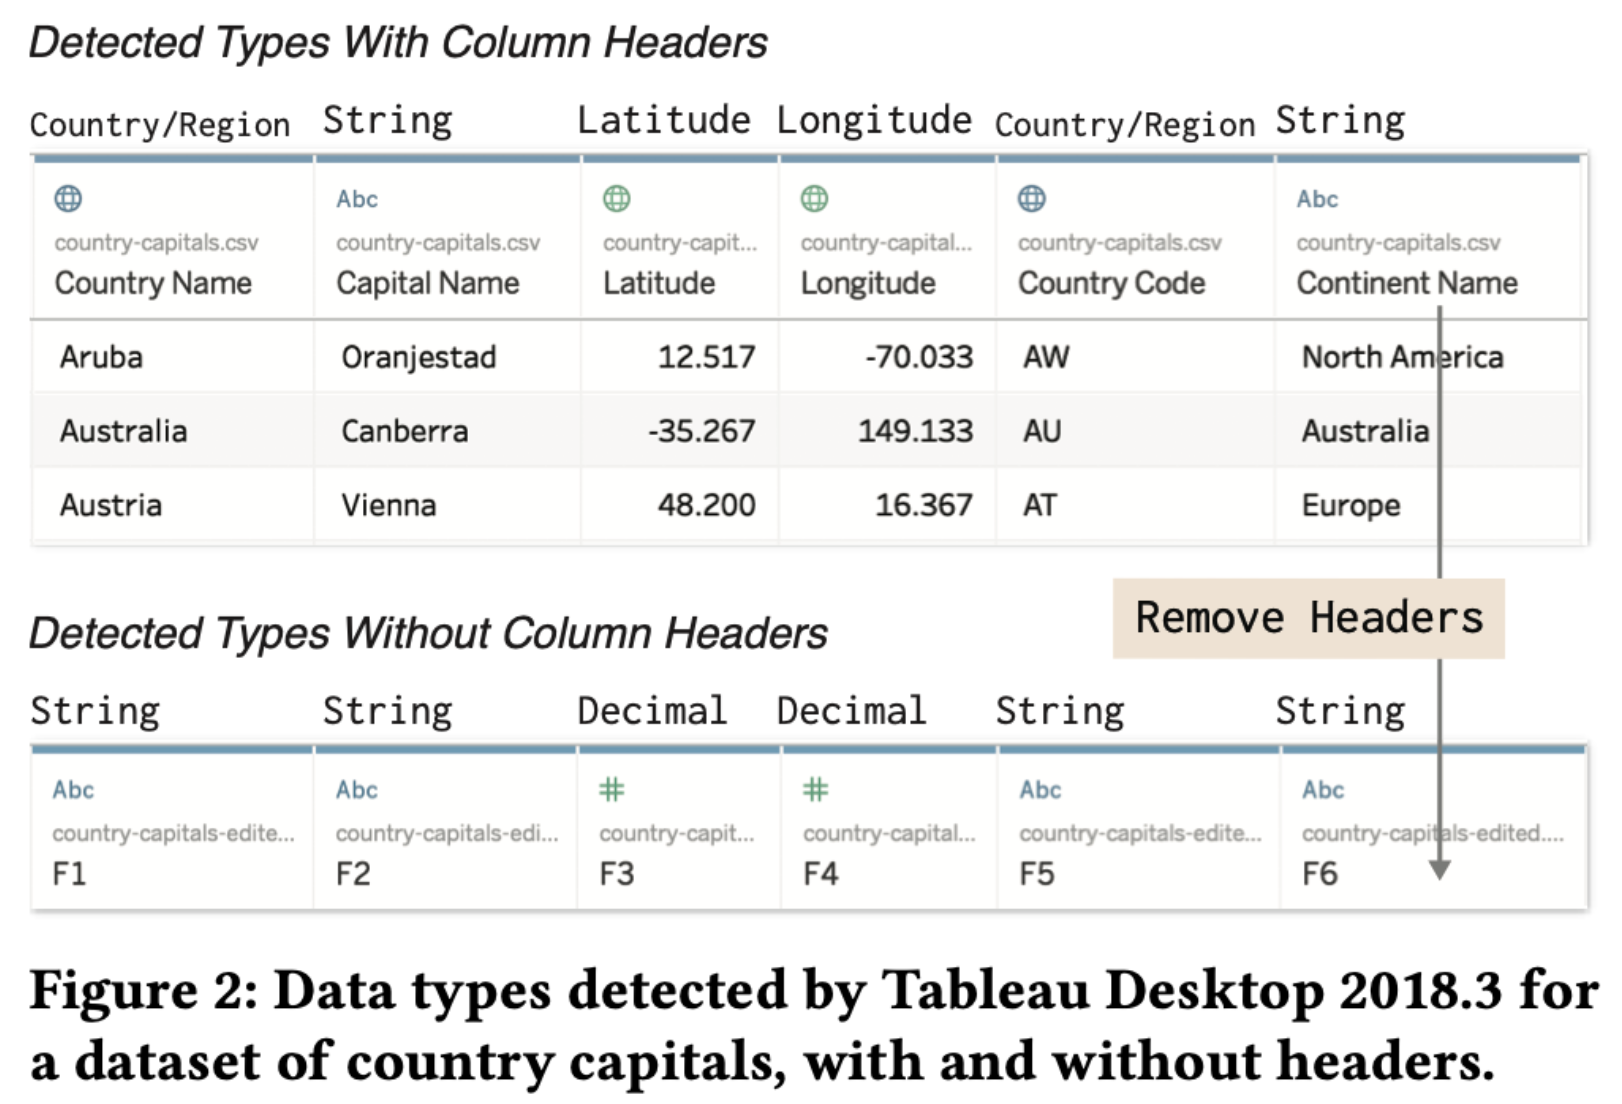 Detected Types With Column Headers
Country/Region String Latitude Longitude Country/Region String
Abc Abc
country-capitals.csv country-capitals.csv country-capit... country-capital... country-capitals.csv country-capitals.csv
Country Name Capital Name Latitude Longitude Country Code Continent Name
Aruba Oranjestad 12.517 -70.033 AW North America
Australia Canberra -35.267 149.133 AU Australia
Austria Vienna 48.200 16.367 AT Europe
Remove Headers
Detected Types Without Column Headers
String String Decimal Decimal String String
Abc Abc # # Abc Abc
country-capitals-edite... country-capitals-edi... country-capit... country-capital... country-capitals-edite... country-capitals-edited....
F1 F2 F3 F4 F5 F6
Figure 2: Data types detected by Tableau Desktop 2018.3 for
a dataset of country capitals, with and without headers.